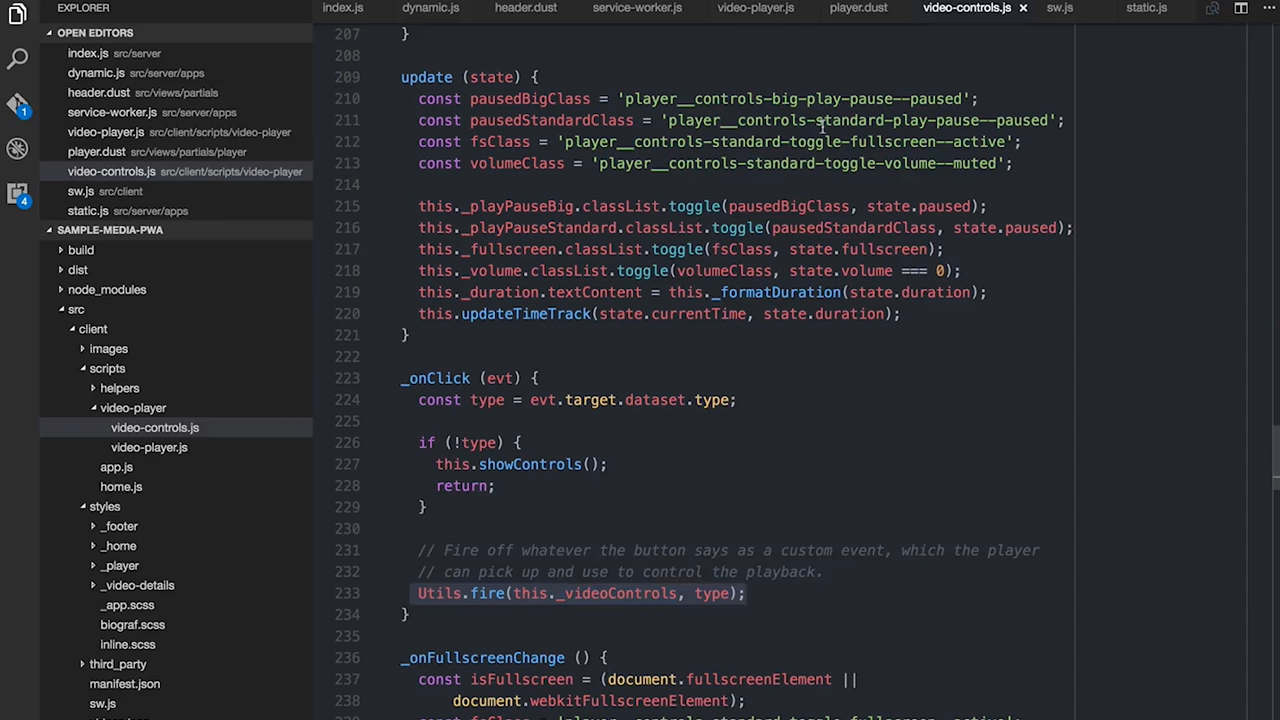 EXPLORER
index.js
dynamic.js
header.dust
service-worker.js
video-player.js
player.dust
video-controls.js ×
sw.js
static.js
OPEN EDITORS
index.js src/server
dynamic.js src/server/apps
header.dust src/views/partials
service-worker.js src/server/apps
video-player.js src/client/scripts/video-player
player.dust src/views/partials/player
video-controls.js src/client/scripts/video-player
sw.js src/client
static.js src/server/apps
SAMPLE-MEDIA-PWA
build
dist
node_modules
src
client
images
scripts
helpers
video-player
video-controls.js
video-player.js
app.js
home.js
styles
_footer
_home
_player
_video-details
_app.scss
biograf.scss
inline.scss
third_party
manifest.json
sw.js
1
4
207 }
208
209 update (state) {
210 const pausedBigClass = 'player__controls-big-play-pause--paused';
211 const pausedStandardClass = 'player__controls-standard-play-pause--paused';
212 const fsClass = 'player__controls-standard-toggle-fullscreen--active';
213 const volumeClass = 'player__controls-standard-toggle-volume--muted';
214
215 this._playPauseBig.classList.toggle(pausedBigClass, state.paused);
216 this._playPauseStandard.classList.toggle(pausedStandardClass, state.paused);
217 this._fullscreen.classList.toggle(fsClass, state.fullscreen);
218 this._volume.classList.toggle(volumeClass, state.volume === 0);
219 this._duration.textContent = this._formatDuration(state.duration);
220 this.updateTimeTrack(state.currentTime, state.duration);
221 }
222
223 _onClick (evt) {
224 const type = evt.target.dataset.type;
225
226 if (!type) {
227 this.showControls();
228 return;
229 }
230
231 // Fire off whatever the button says as a custom event, which the player
232 // can pick up and use to control the playback.
233 Utils.fire(this._videoControls, type);
234 }
235
236 _onFullscreenChange () {
237 const isFullscreen = (document.fullscreenElement ||
238 document.webkitFullscreenElement);